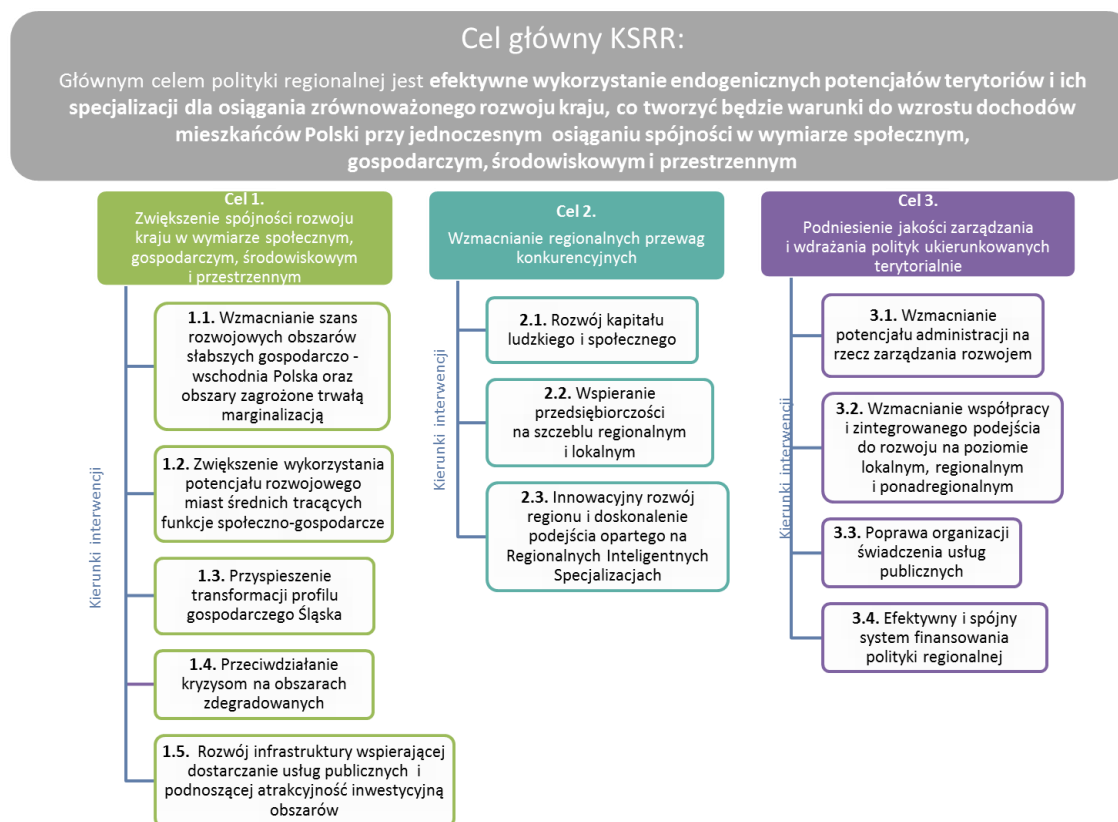 Cel główny KSRR:
Głównym celem polityki regionalnej jest efektywne wykorzystanie endogenicznych potencjałów terytoriów i ich
specjalizacji dla osiągania zrównoważonego rozwoju kraju, co tworzyć będzie warunki do wzrostu dochodów
mieszkańców Polski przy jednoczesnym osiąganiu spójności w wymiarze społecznym,
gospodarczym, środowiskowym i przestrzennym
Cel 1.
Zwiększenie spójności rozwoju
kraju w wymiarze społecznym,
gospodarczym, środowiskowym
i przestrzennym
Kierunki interwencji
1.1. Wzmacnianie szans
rozwojowych obszarów
słabszych gospodarczo -
wschodnia Polska oraz
obszary zagrożone trwałą
marginalizacją
1.2. Zwiększenie wykorzystania
potencjału rozwojowego
miast średnich tracących
funkcje społeczno-gospodarcze
1.3. Przyspieszenie
transformacji profilu
gospodarczego Śląska
1.4. Przeciwdziałanie
kryzysom na obszarach
zdegradowanych
1.5. Rozwój infrastruktury wspierającej
dostarczanie usług publicznych i
podnoszącej atrakcyjność inwestycyjną
obszarów
Cel 2.
Wzmacnianie regionalnych przewag
konkurencyjnych
Kierunki interwencji
2.1. Rozwój kapitału
ludzkiego i społecznego
2.2. Wspieranie
przedsiębiorczości
na szczeblu regionalnym
i lokalnym
2.3. Innowacyjny rozwój
regionu i doskonalenie
podejścia opartego na
Regionalnych Inteligentnych
Specjalizacjach
Cel 3.
Podniesienie jakości zarządzania
i wdrażania polityk ukierunkowanych
terytorialnie
Kierunki interwencji
3.1. Wzmacnianie
potencjału administracji na
rzecz zarządzania rozwojem
3.2. Wzmacnianie współpracy
i zintegrowanego podejścia
do rozwoju na poziomie
lokalnym, regionalnym
i ponadregionalnym
3.3. Poprawa organizacji
świadczenia usług
publicznych
3.4. Efektywny i spójny
system finansowania
polityki regionalnej